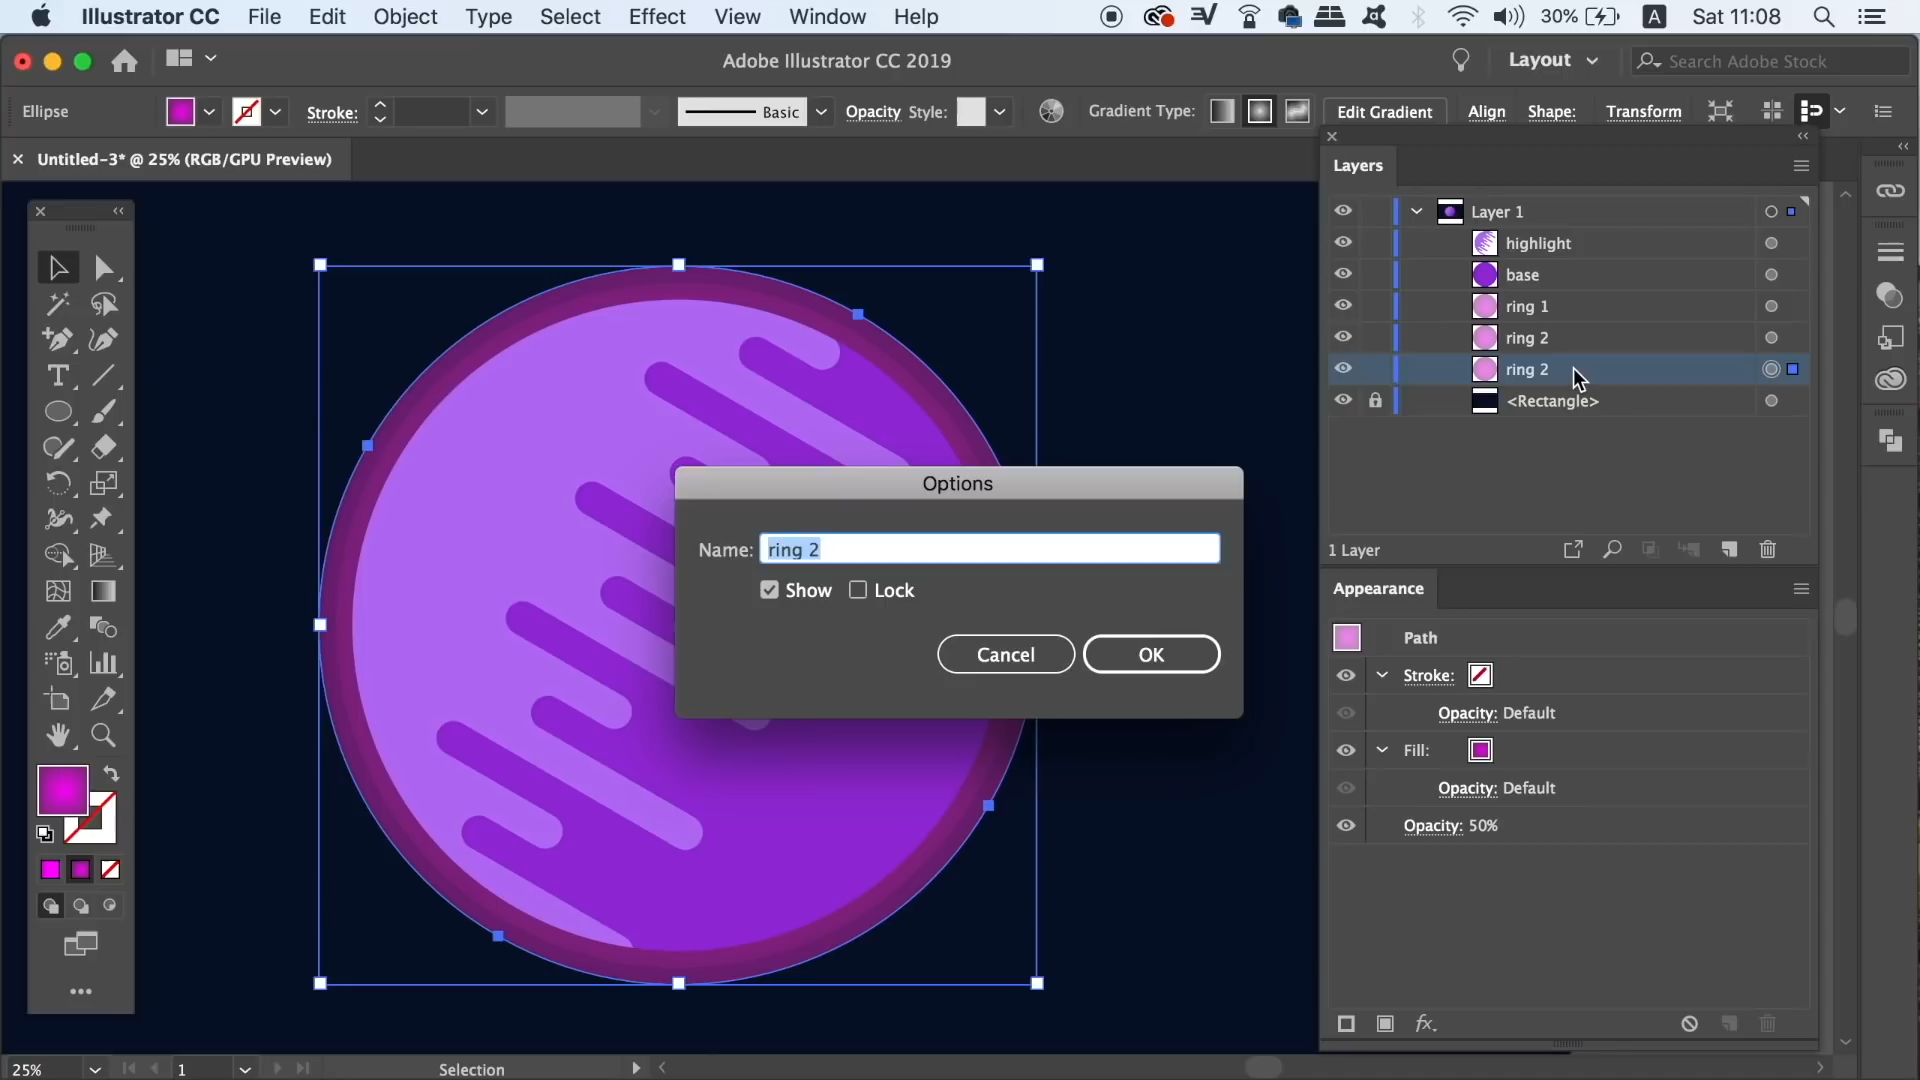 Illustrator CC File Edit Object Type Select Effect View Window Help 30% A Sat 11:08
Adobe Illustrator CC 2019 Layout Search Adobe Stock
Ellipse Stroke: Basic Opacity Style: Gradient Type: Edit Gradient Align Shape: Transform
Untitled-3* @ 25% (RGB/GPU Preview)
Layers
Layer 1
highlight
base
ring 1
ring 2
ring 2
<Rectangle>
Options
Name: ring 2
Show Lock
Cancel OK
1 Layer
Appearance
Path
Stroke:
Opacity: Default
Fill:
Opacity: Default
Opacity: 50%
fx.
25% 1 Selection